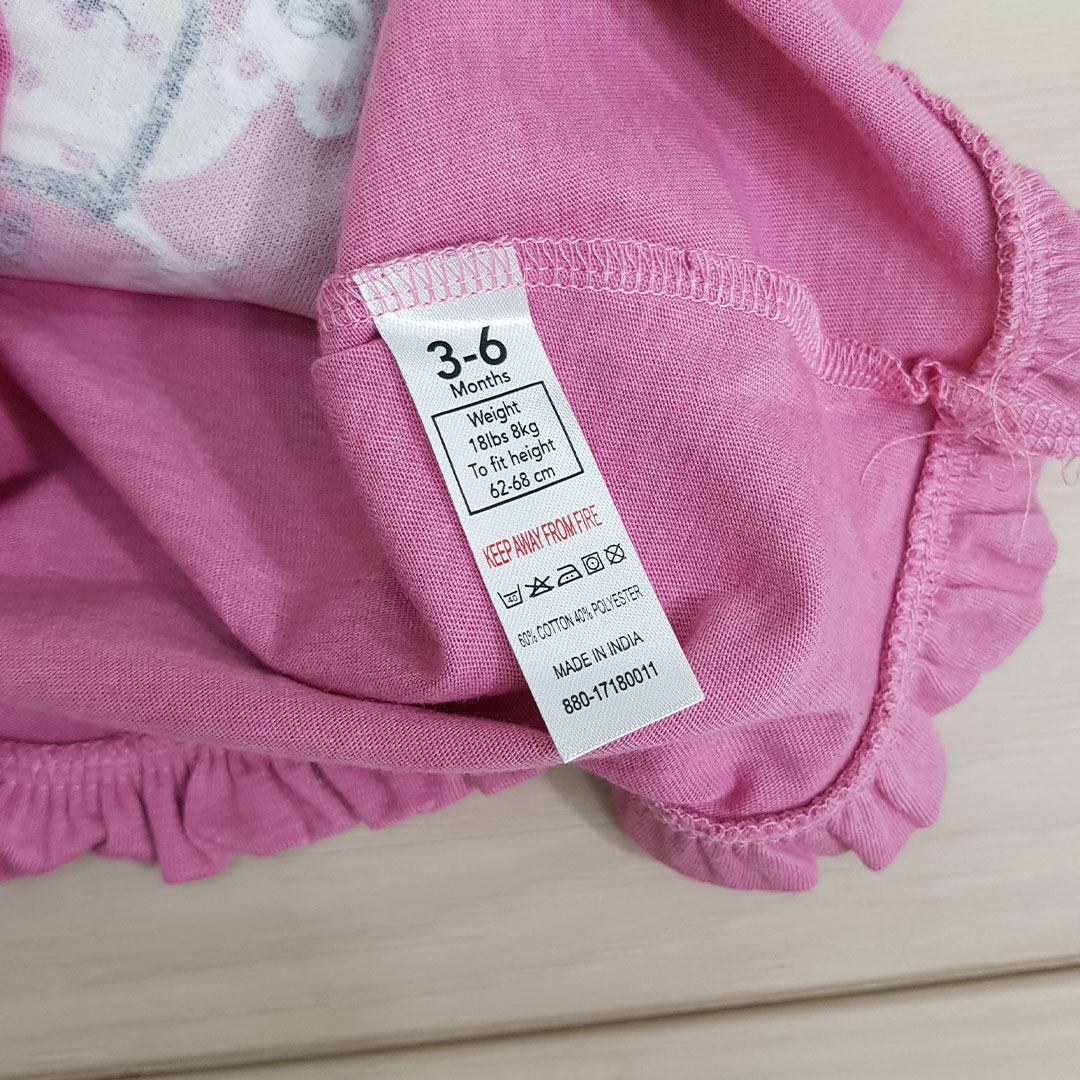 3-6
Months
Weight
18lbs 8kg
To fit height
62-68 cm
KEEP AWAY FROM FIRE
40
60% COTTON 40% POLYESTER
MADE IN INDIA
880-17180011